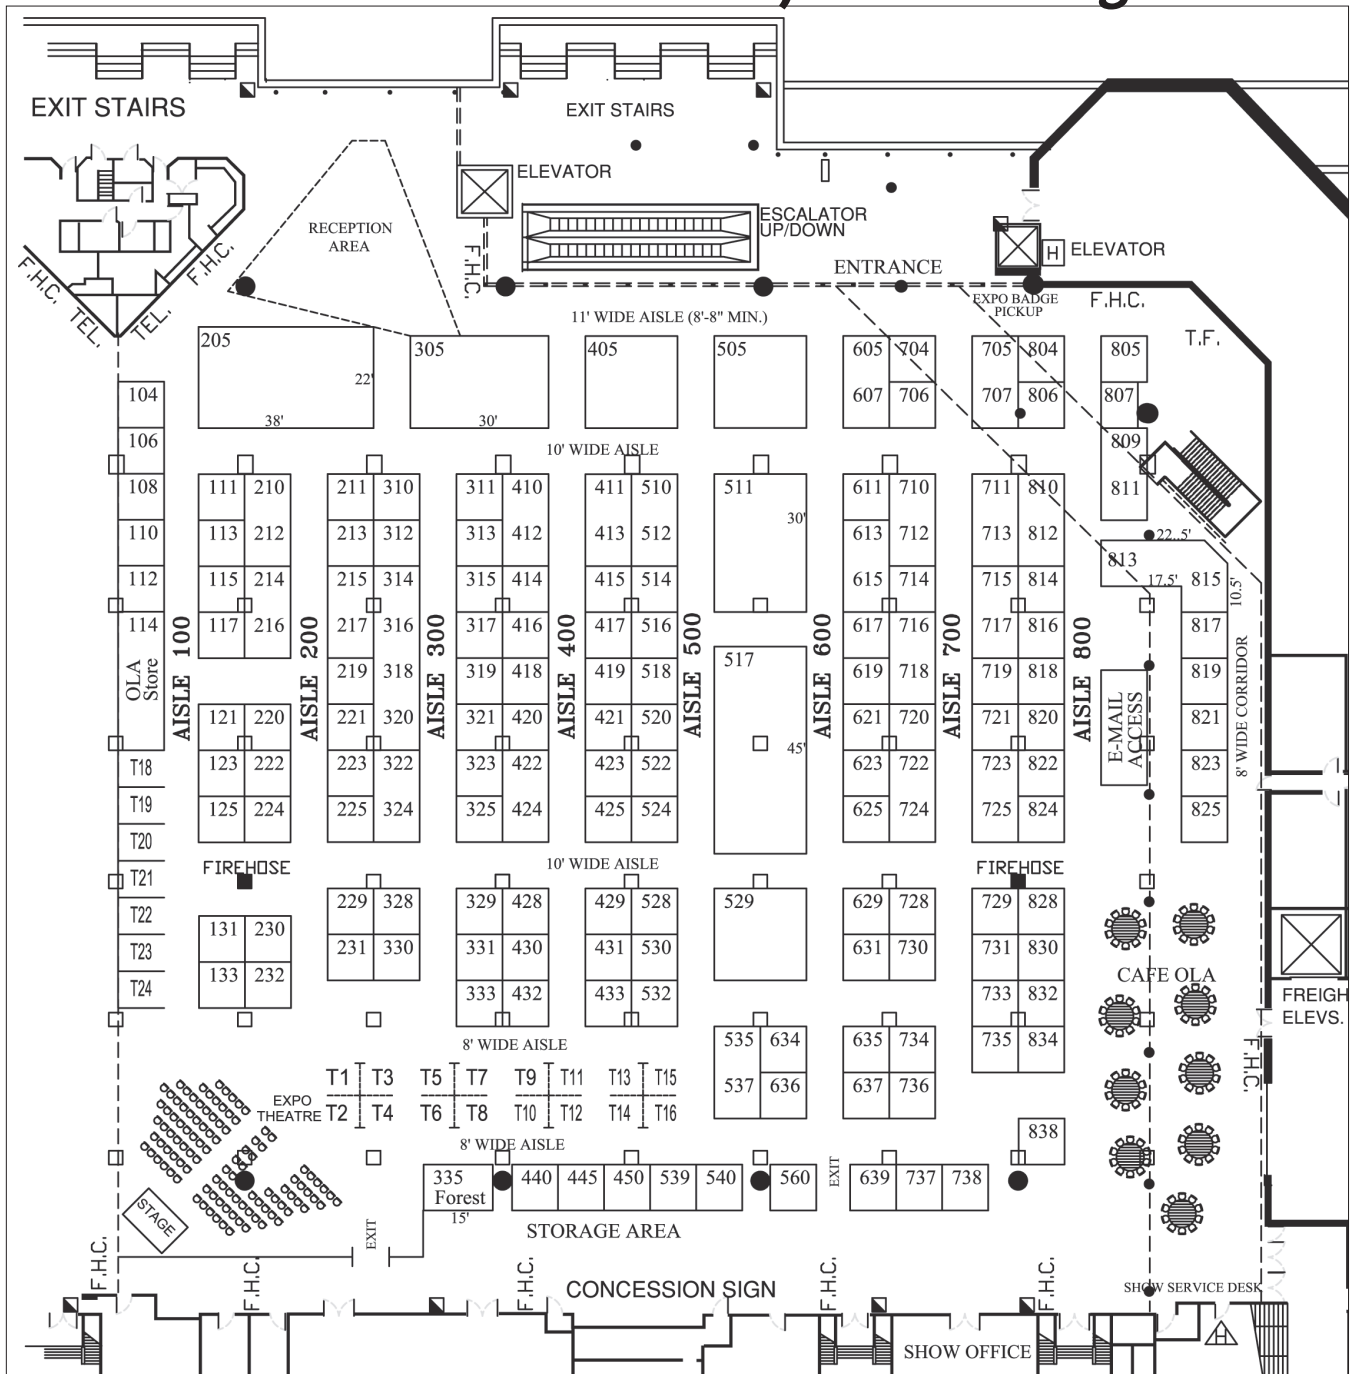 EXIT STAIRS
EXIT STAIRS
ELEVATOR
RECEPTION
AREA
ESCALATOR
UP/DOWN
H
ELEVATOR
F.H.C.
F.H.C.
F.H.C.
TEL.
TEL.
ENTRANCE
EXPO BADGE
PICKUP
F.H.C.
T.F.
11' WIDE AISLE (8'-8" MIN.)
205
22'
38'
305
30'
405
505
605 704
607 706
705 804
707 806
805
807
809
811
10' WIDE AISLE
104
106
108
110
112
114
OLA
Store
T18
T19
T20
T21
T22
T23
T24
AISLE 100
111 210
113 212
115 214
117 216
121 220
123 222
125 224
FIREHOSE
131 230
133 232
AISLE 200
211 310
213 312
215 314
217 316
219 318
221 320
223 322
225 324
229 328
231 330
AISLE 300
311 410
313 412
315 414
317 416
319 418
321 420
323 422
325 424
329 428
331 430
333 432
AISLE 400
411 510
413 512
415 514
417 516
419 518
421 520
423 522
425 524
429 528
431 530
433 532
AISLE 500
511
30'
517
45'
529
535 634
537 636
AISLE 600
611 710
613 712
615 714
617 716
619 718
621 720
623 722
625 724
629 728
631 730
635 734
637 736
AISLE 700
711 810
713 812
715 814
717 816
719 818
721 820
723 822
725 824
FIREHOSE
729 828
731 830
733 832
735 834
838
AISLE 800
22..5'
813
17.5'
815
10.5'
817
819
821
823
825
E-MAIL
ACCESS
8' WIDE CORRIDOR
10' WIDE AISLE
CAFE OLA
FREIGH
ELEVS.
F.H.C.
8' WIDE AISLE
T1 T3 T5 T7 T9 T11 T13 T15
T2 T4 T6 T8 T10 T12 T14 T16
EXPO
THEATRE
8' WIDE AISLE
335
Forest
15'
440 445 450 539 540 560
EXIT
639 737 738
STAGE
EXIT
STORAGE AREA
F.H.C.
F.H.C.
F.H.C.
CONCESSION SIGN
F.H.C.
F.H.C.
SHOW SERVICE DESK
SHOW OFFICE
H